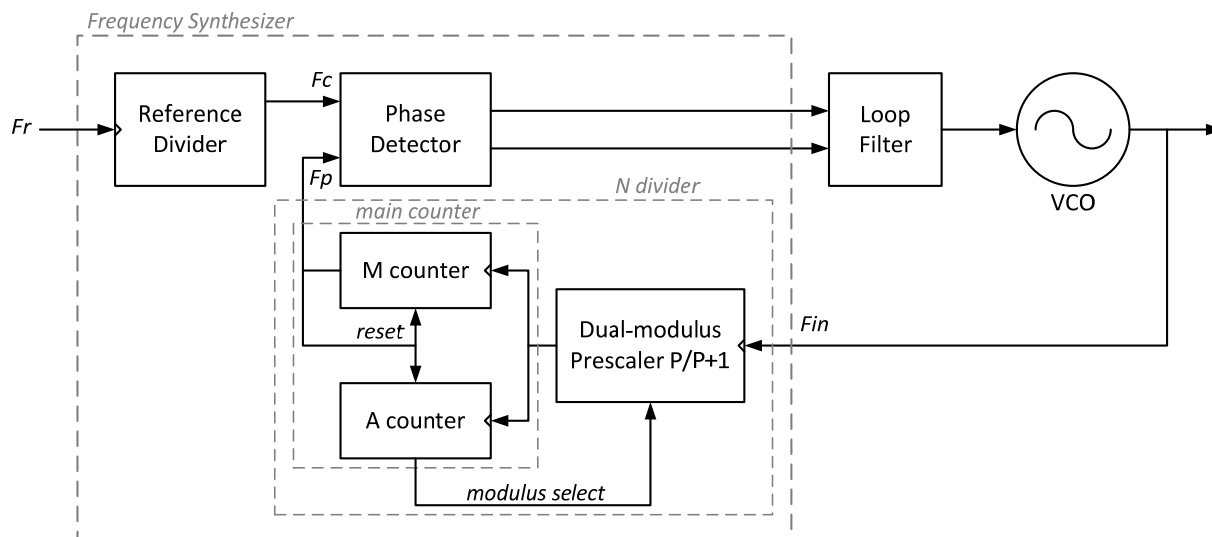 Frequency Synthesizer
Fr
Reference
Divider
Fc
Fp
Phase
Detector
Loop
Filter
VCO
N divider
main counter
M counter
reset
A counter
Dual-modulus
Prescaler P/P+1
Fin
modulus select